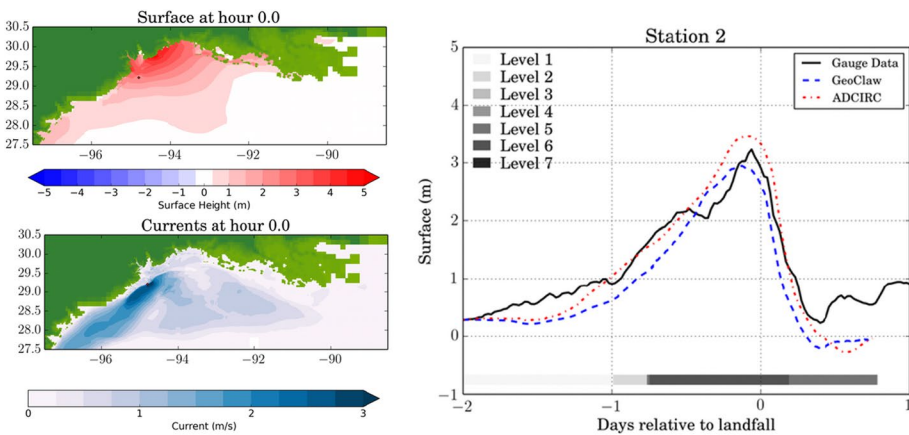 Surface at hour 0.0
30.5
30.0
29.5
29.0
28.5
28.0
27.5
−96 −94 −92 −90
−5 −4 −3 −2 −1 0 1 2 3 4 5
Surface Height (m)
Currents at hour 0.0
30.5
30.0
29.5
29.0
28.5
28.0
27.5
−96 −94 −92 −90
0 1 2 3
Current (m/s)
Station 2
5
4
3
2
1
0
−1
Surface (m)
Level 1
Level 2
Level 3
Level 4
Level 5
Level 6
Level 7
Gauge Data
GeoClaw
ADCIRC
−2 −1 0 1
Days relative to landfall